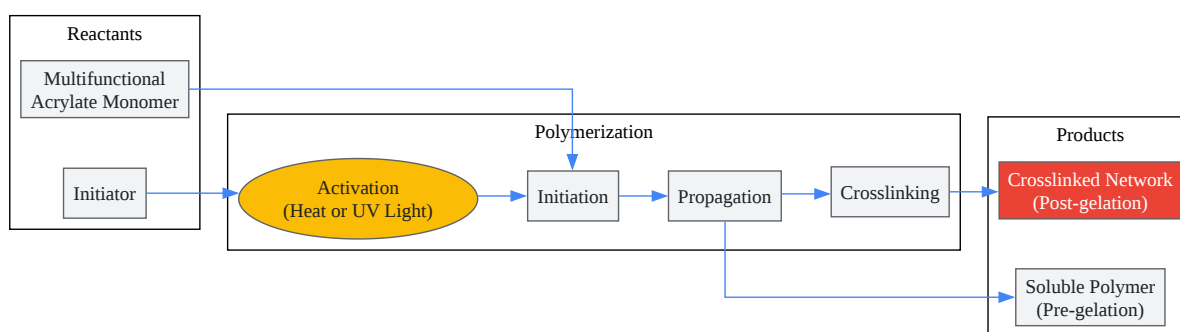 Reactants
Multifunctional
Acrylate Monomer
Initiator
Polymerization
Activation
(Heat or UV Light)
Initiation
Propagation
Crosslinking
Products
Crosslinked Network
(Post-gelation)
Soluble Polymer
(Pre-gelation)